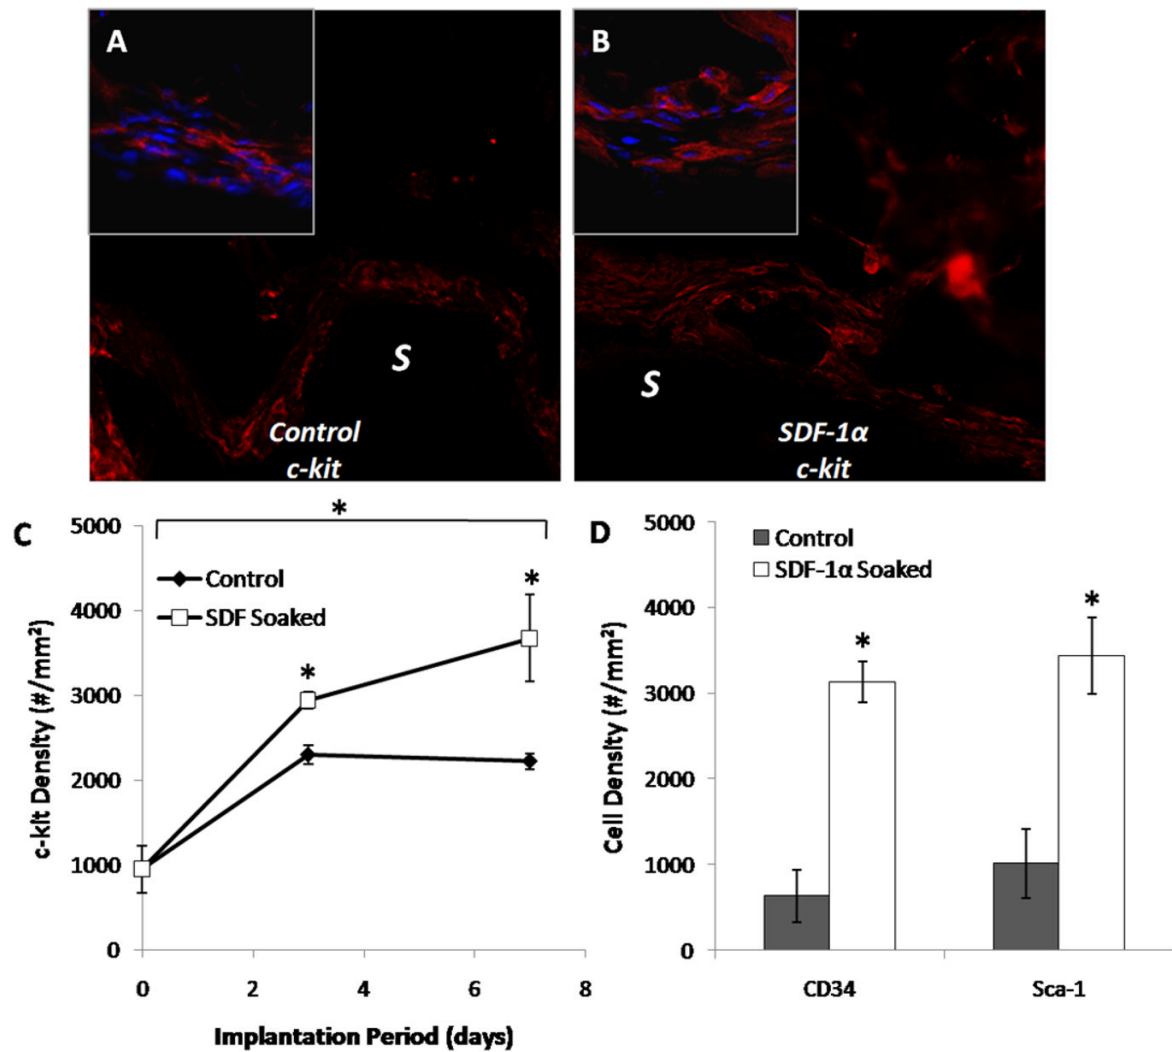 A
S
Control
c-kit
B
S
SDF-1α
c-kit
C
*
5000
4000
3000
2000
1000
0
c-kit Density (#/mm²)
Control
SDF Soaked
*
*
0 2 4 6 8
Implantation Period (days)
D
5000
4000
3000
2000
1000
0
Cell Density (#/mm²)
Control
SDF-1α Soaked
*
*
CD34 Sca-1